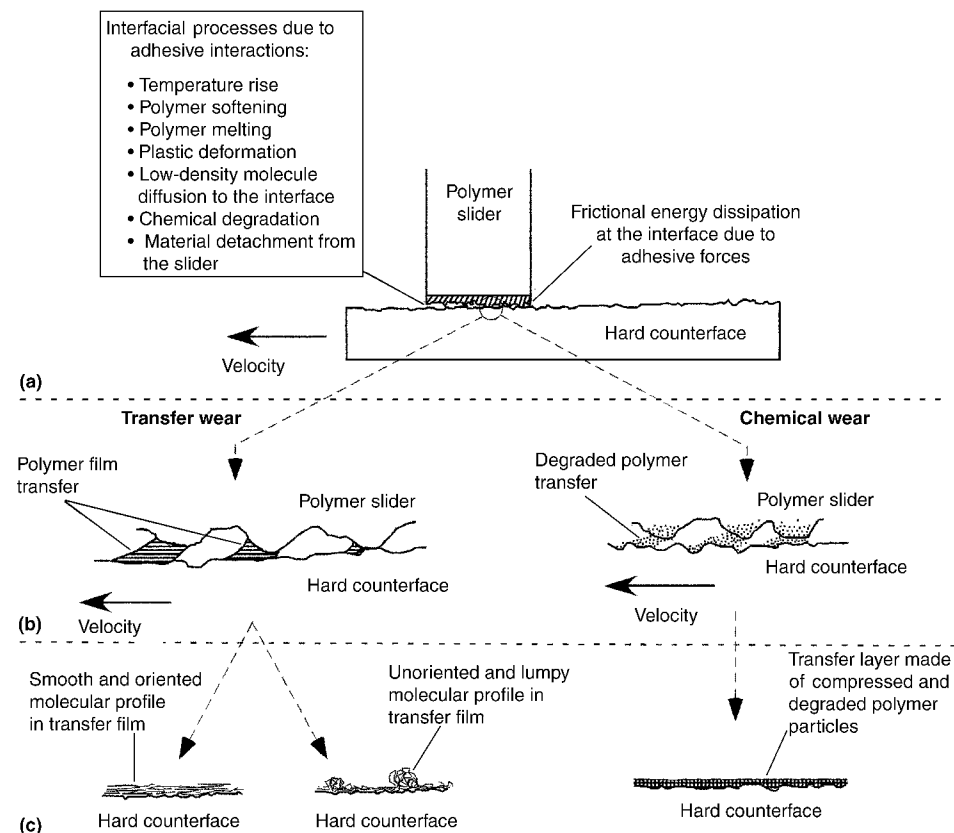 Interfacial processes due to
adhesive interactions:
• Temperature rise
• Polymer softening
• Polymer melting
• Plastic deformation
• Low-density molecule
diffusion to the interface
• Chemical degradation
• Material detachment from
the slider
Polymer
slider
Frictional energy dissipation
at the interface due to
adhesive forces
Hard counterface
Velocity
(a)
Transfer wear
Chemical wear
Polymer film
transfer
Polymer slider
Hard counterface
Velocity
Degraded polymer
transfer
Polymer slider
Hard counterface
Velocity
(b)
Smooth and oriented
molecular profile
in transfer film
Unoriented and lumpy
molecular profile in
transfer film
Transfer layer made
of compressed and
degraded polymer
particles
Hard counterface
Hard counterface
Hard counterface
(c)